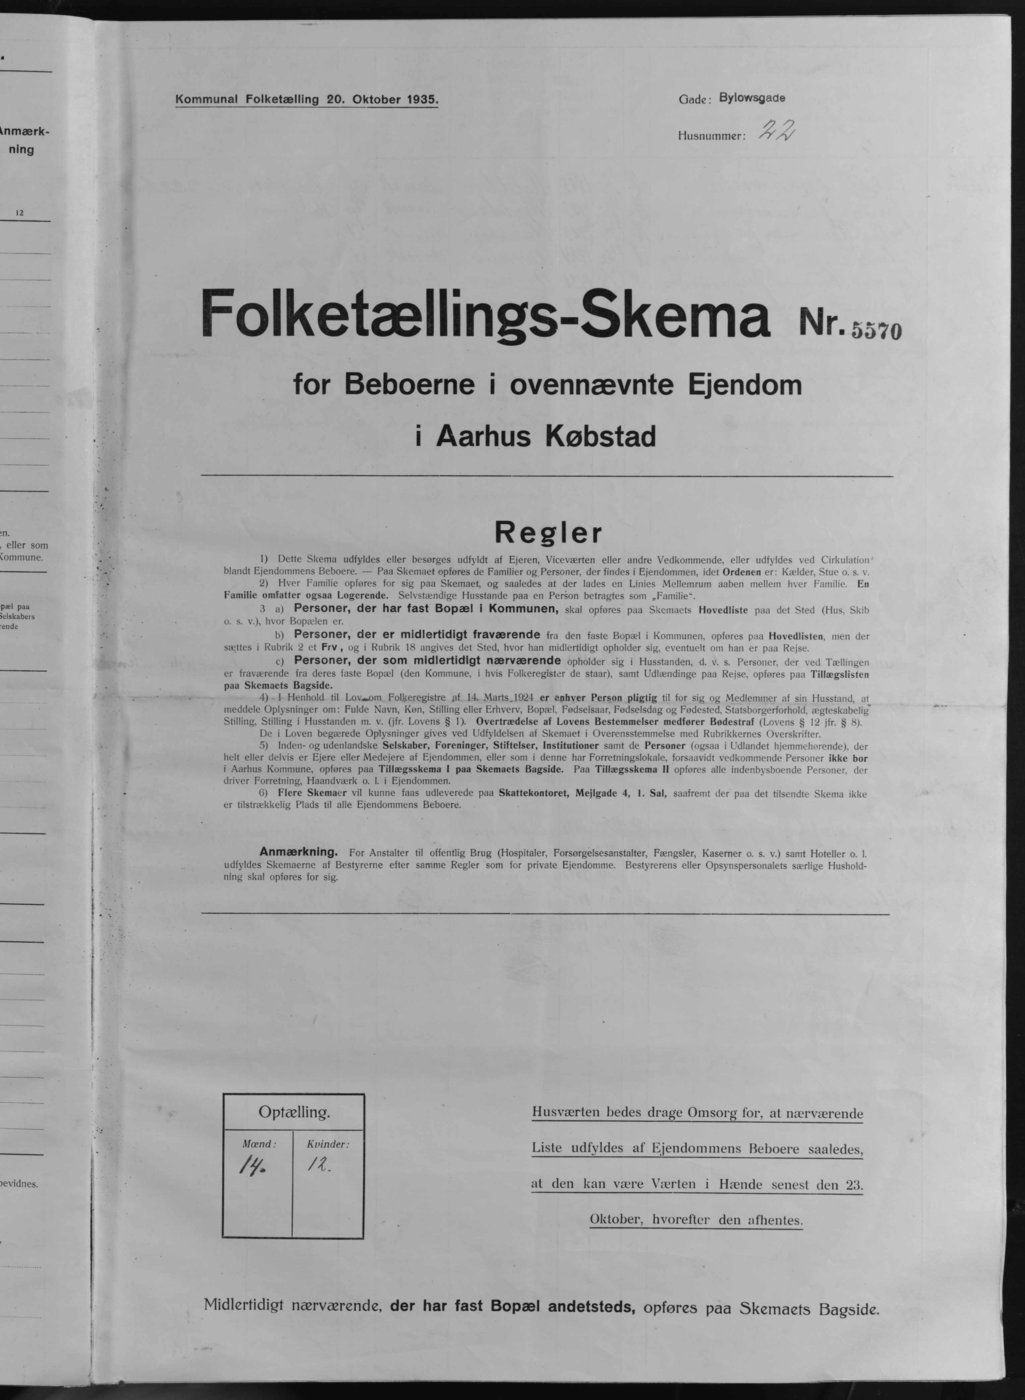 Anmærk-
ning
12
en.
, eller som
Kommune.
pæl paa
Selskabers
rende
bevidnes.
Kommunal Folketælling 20. Oktober 1935.
Gade: Bylowsgade
Husnummer: 22
Folketællings-Skema Nr. 5570
for Beboerne i ovennævnte Ejendom
i Aarhus Købstad
Regler
1) Dette Skema udfyldes eller besørges udfyldt af Ejeren, Viceværten eller andre Vedkommende, eller udfyldes ved Cirkulation
blandt Ejendommens Beboere. — Paa Skemaet opføres de Familier og Personer, der findes i Ejendommen, idet Ordenen er: Kælder, Stue o. s. v.
2) Hver Familie opføres for sig paa Skemaet, og saaledes at der lades en Linies Mellemrum aaben mellem hver Familie. En
Familie omfatter ogsaa Logerende. Selvstændige Husstande paa en Person betragtes som „Familie“.
3 a) Personer, der har fast Bopæl i Kommunen, skal opføres paa Skemaets Hovedliste paa det Sted (Hus, Skib
o. s. v.), hvor Bopælen er.
b) Personer, der er midlertidigt fraværende fra den faste Bopæl i Kommunen, opføres paa Hovedlisten, men der
sættes i Rubrik 2 et Frv, og i Rubrik 18 angives det Sted, hvor han midlertidigt opholder sig, eventuelt om han er paa Rejse.
c) Personer, der som midlertidigt nærværende opholder sig i Husstanden, d. v. s. Personer, der ved Tællingen
er fraværende fra deres faste Bopæl (den Kommune, i hvis Folkeregister de staar), samt Udlændinge paa Rejse, opføres paa Tillægslisten
paa Skemaets Bagside.
4) I Henhold til Lov om Folkeregistre af 14. Marts 1924 er enhver Person pligtig til for sig og Medlemmer af sin Husstand, at
meddele Oplysninger om: Fulde Navn, Køn, Stilling eller Erhverv, Bopæl, Fødselsaar, Fødselsdag og Fødested, Statsborgerforhold, ægteskabelig
Stilling, Stilling i Husstanden m. v. (jfr. Lovens § 1). Overtrædelse af Lovens Bestemmelser medfører Bødestraf (Lovens § 12 jfr. § 8).
De i Loven begærede Oplysninger gives ved Udfyldelsen af Skemaet i Overensstemmelse med Rubrikkernes Overskrifter.
5) Inden- og udenlandske Selskaber, Foreninger, Stiftelser, Institutioner samt de Personer (ogsaa i Udlandet hjemmehørende), der
helt eller delvis er Ejere eller Medejere af Ejendommen, eller som i denne har Forretningslokale, forsaavidt vedkommende Personer ikke bor
i Aarhus Kommune, opføres paa Tillægsskema I paa Skemaets Bagside. Paa Tillægsskema II opføres alle indenbysboende Personer, der
driver Forretning, Haandværk o. l. i Ejendommen.
6) Flere Skemaer vil kunne faas udleverede paa Skattekontoret, Mejlgade 4, 1. Sal, saafremt der paa det tilsendte Skema ikke
er tilstrækkelig Plads til alle Ejendommens Beboere.
Anmærkning. For Anstalter til offentlig Brug (Hospitaler, Forsørgelsesanstalter, Fængsler, Kaserner o. s. v.) samt Hoteller o. l.
udfyldes Skemaerne af Bestyrerne efter samme Regler som for private Ejendomme. Bestyrerens eller Opsynspersonalets særlige Hushold-
ning skal opføres for sig.
Optælling.
Mænd: Kvinder:
14. 12.
Husværten bedes drage Omsorg for, at nærværende
Liste udfyldes af Ejendommens Beboere saaledes,
at den kan være Værten i Hænde senest den 23.
Oktober, hvorefter den afhentes.
Midlertidigt nærværende, der har fast Bopæl andetsteds, opføres paa Skemaets Bagside.